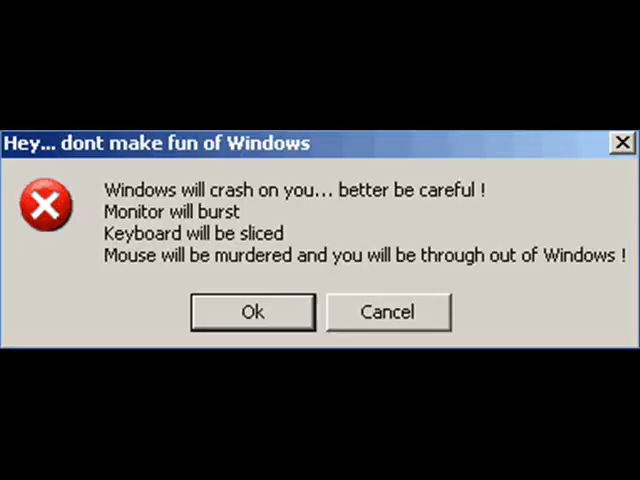 Hey... dont make fun of Windows
Windows will crash on you... better be careful !
Monitor will burst
Keyboard will be sliced
Mouse will be murdered and you will be through out of Windows !
Ok
Cancel